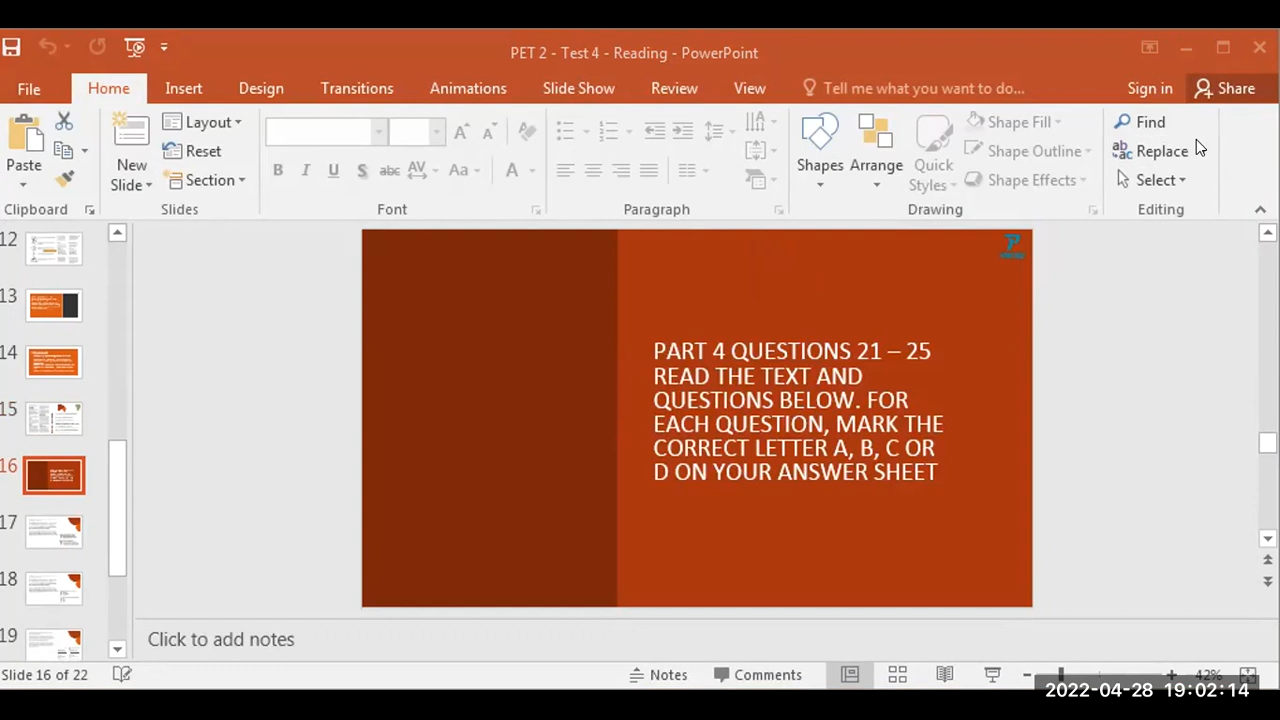 PET 2 - Test 4 - Reading - PowerPoint
File Home Insert Design Transitions Animations Slide Show Review View Tell me what you want to do... Sign in Share
Paste
New Slide
Layout
Reset
Section
B I U S abc AV Aa A
Shapes Arrange Quick Styles
Shape Fill
Shape Outline
Shape Effects
Find
Replace
Select
Clipboard Slides Font Paragraph Drawing Editing
12
13
14
15
16
17
18
19
PART 4 QUESTIONS 21 – 25
READ THE TEXT AND
QUESTIONS BELOW. FOR
EACH QUESTION, MARK THE
CORRECT LETTER A, B, C OR
D ON YOUR ANSWER SHEET
Click to add notes
Slide 16 of 22 Notes Comments 42%
2022-04-28 19:02:14